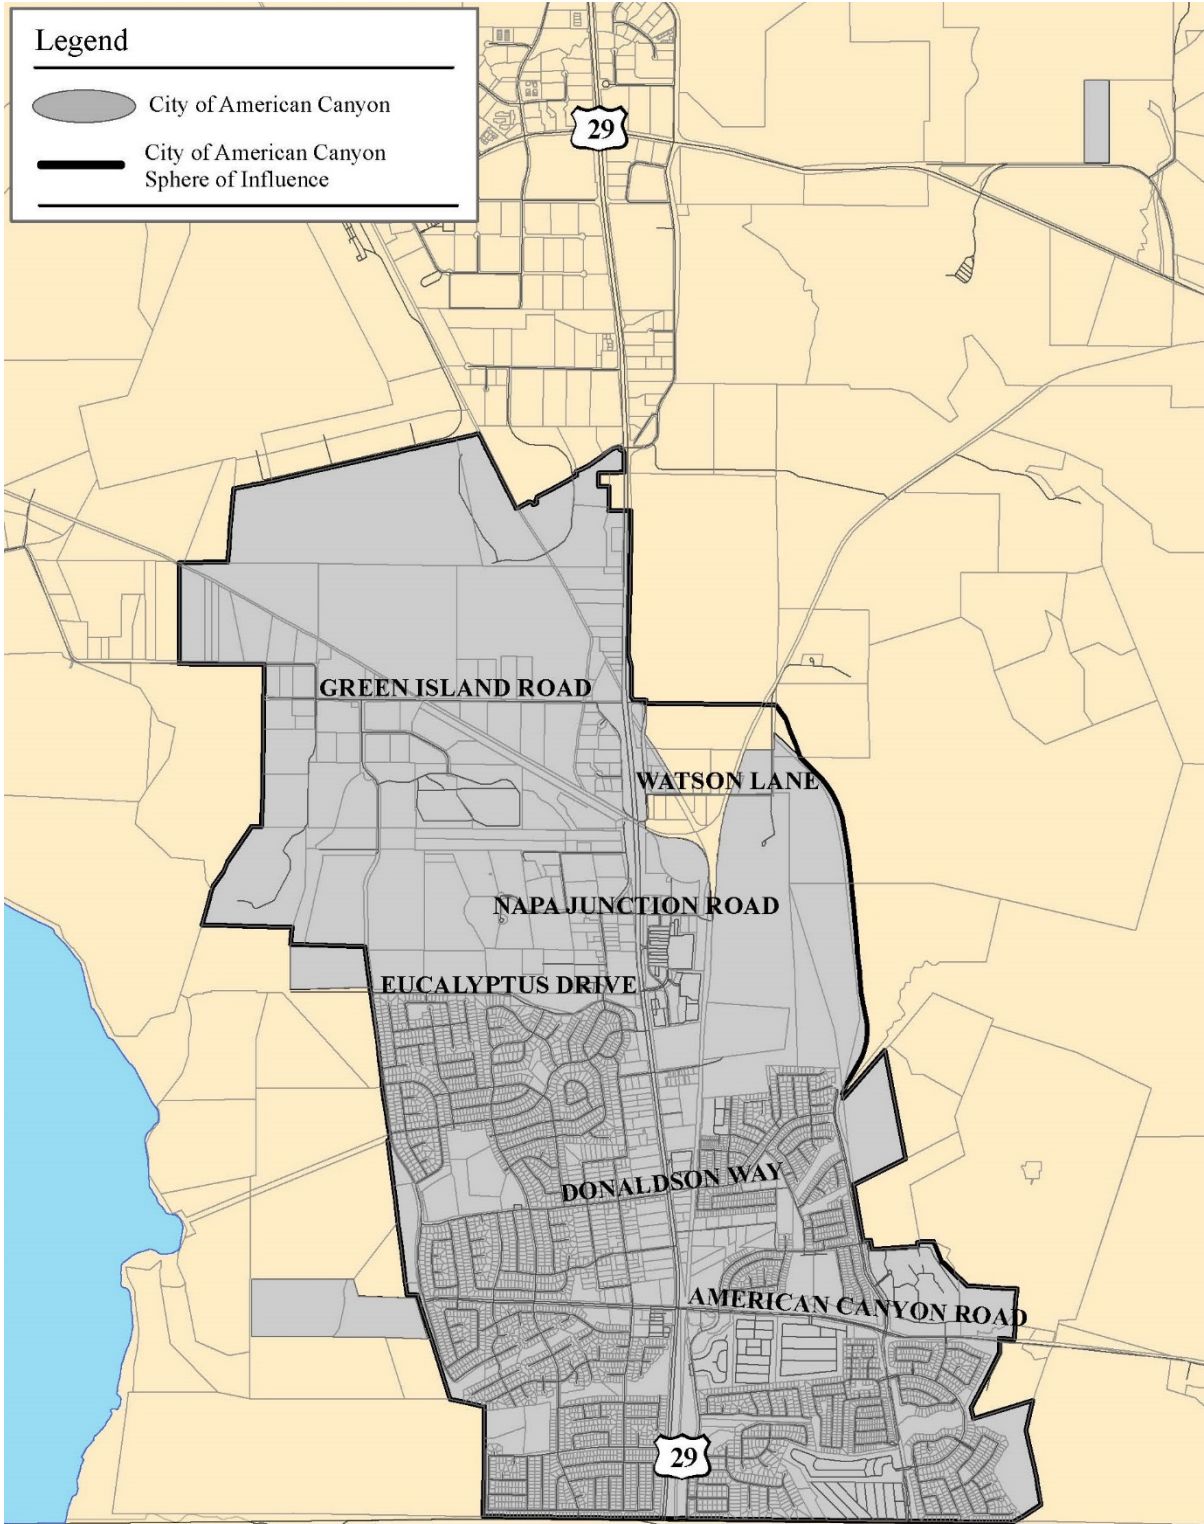 Legend
City of American Canyon
City of American Canyon
Sphere of Influence
29
GREEN ISLAND ROAD
WATSON LANE
NAPA JUNCTION ROAD
EUCALYPTUS DRIVE
DONALDSON WAY
AMERICAN CANYON ROAD
29